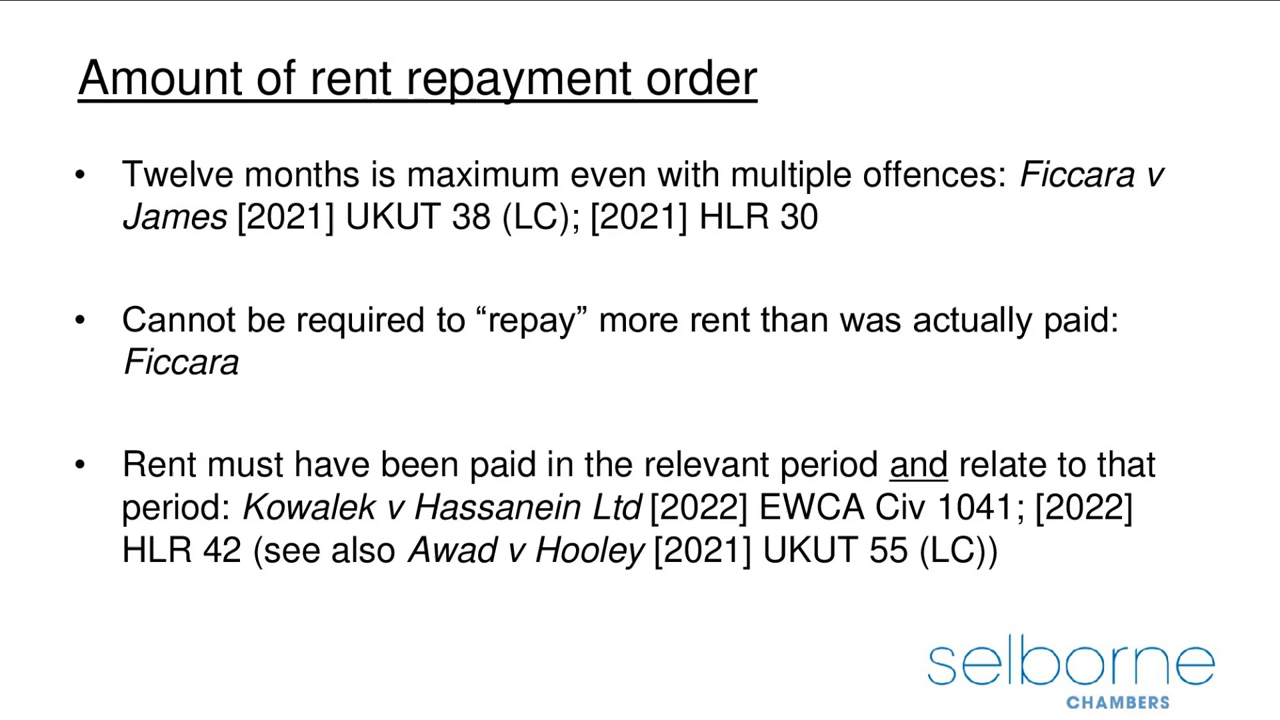 Amount of rent repayment order
• Twelve months is maximum even with multiple offences: Ficcara v
James [2021] UKUT 38 (LC); [2021] HLR 30
• Cannot be required to “repay” more rent than was actually paid:
Ficcara
• Rent must have been paid in the relevant period and relate to that
period: Kowalek v Hassanein Ltd [2022] EWCA Civ 1041; [2022]
HLR 42 (see also Awad v Hooley [2021] UKUT 55 (LC))
selborne
CHAMBERS